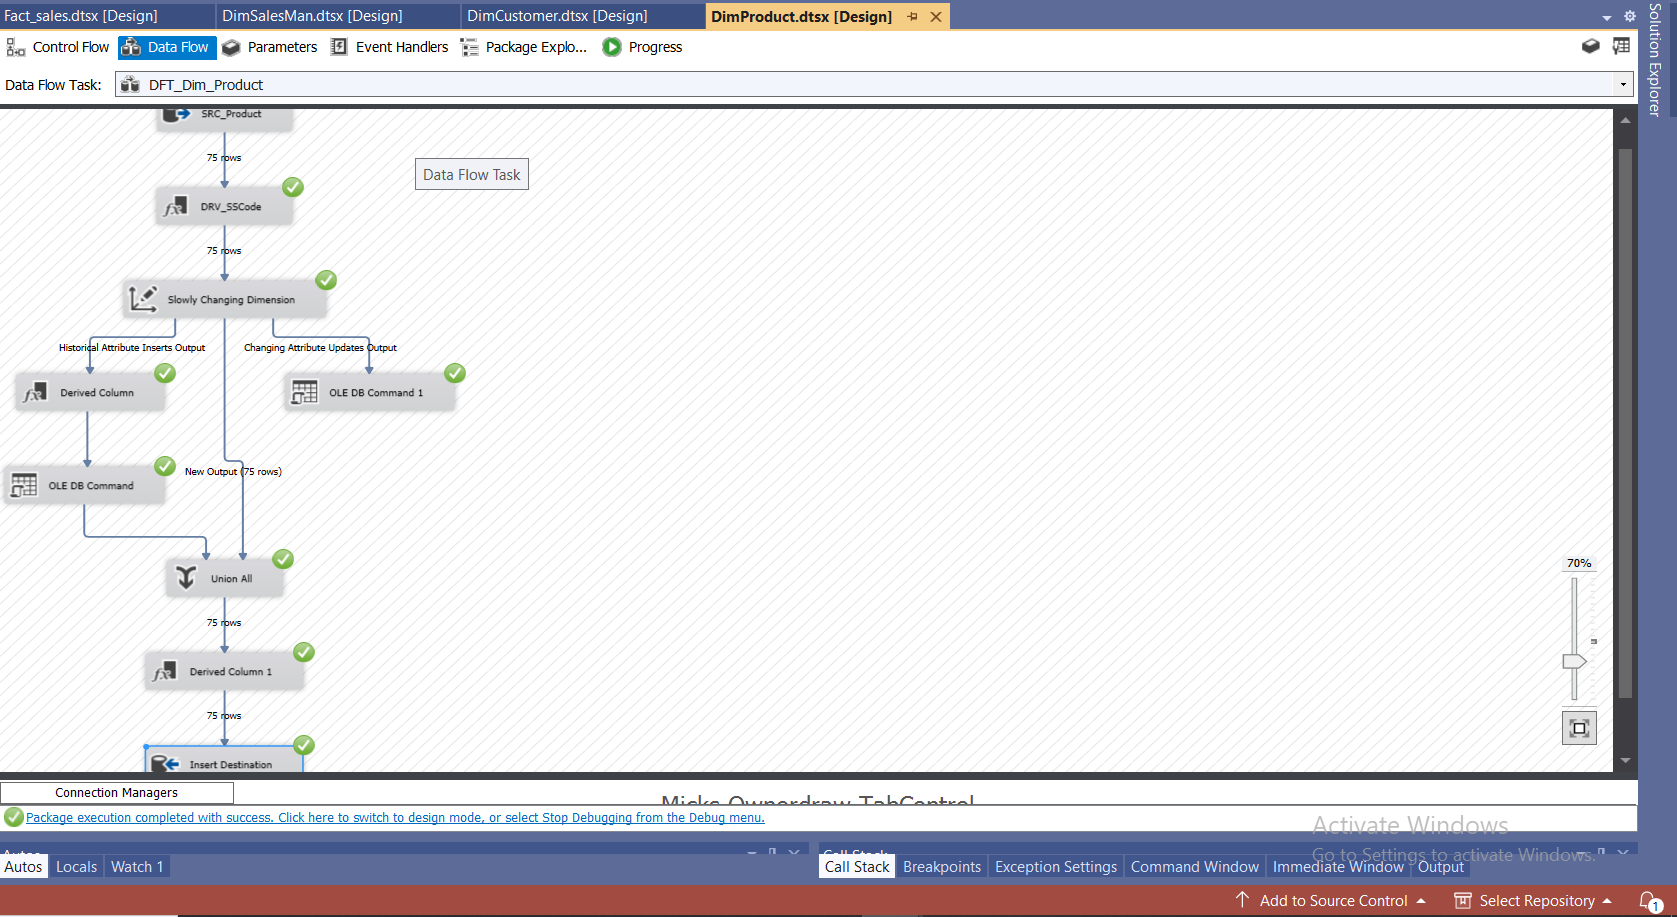 Fact_sales.dtsx [Design] DimSalesMan.dtsx [Design] DimCustomer.dtsx [Design] DimProduct.dtsx [Design]
Control Flow Data Flow Parameters Event Handlers Package Explo... Progress
Data Flow Task: DFT_Dim_Product
Solution Explorer
SRC_Product
75 rows
Data Flow Task
DRV_SSCode
75 rows
Slowly Changing Dimension
Historical Attribute Inserts Output Changing Attribute Updates Output
Derived Column OLE DB Command 1
New Output (75 rows)
OLE DB Command
Union All
75 rows
Derived Column 1
75 rows
Insert Destination
70%
Connection Managers
Micks Ownerdraw TabControl
Package execution completed with success. Click here to switch to design mode, or select Stop Debugging from the Debug menu.
Activate Windows
Go to Settings to activate Windows.
Autos Call Stack
Autos Locals Watch 1 Call Stack Breakpoints Exception Settings Command Window Immediate Window Output
Add to Source Control Select Repository 1